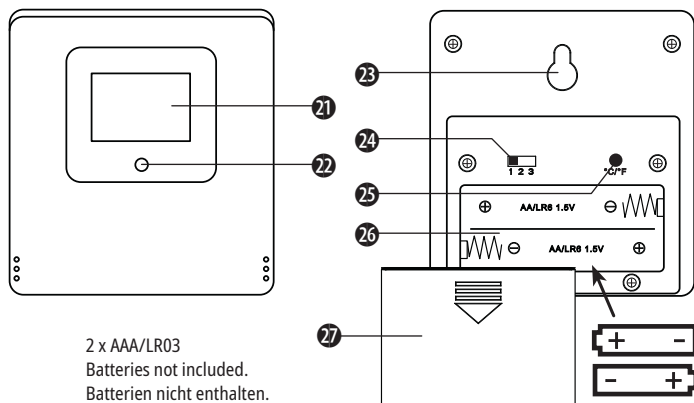 21
22
23
24
1 2 3
°C/°F
25
AA/LR6 1.5V
26
AA/LR6 1.5V
27
2 x AAA/LR03
Batteries not included.
Batterien nicht enthalten.